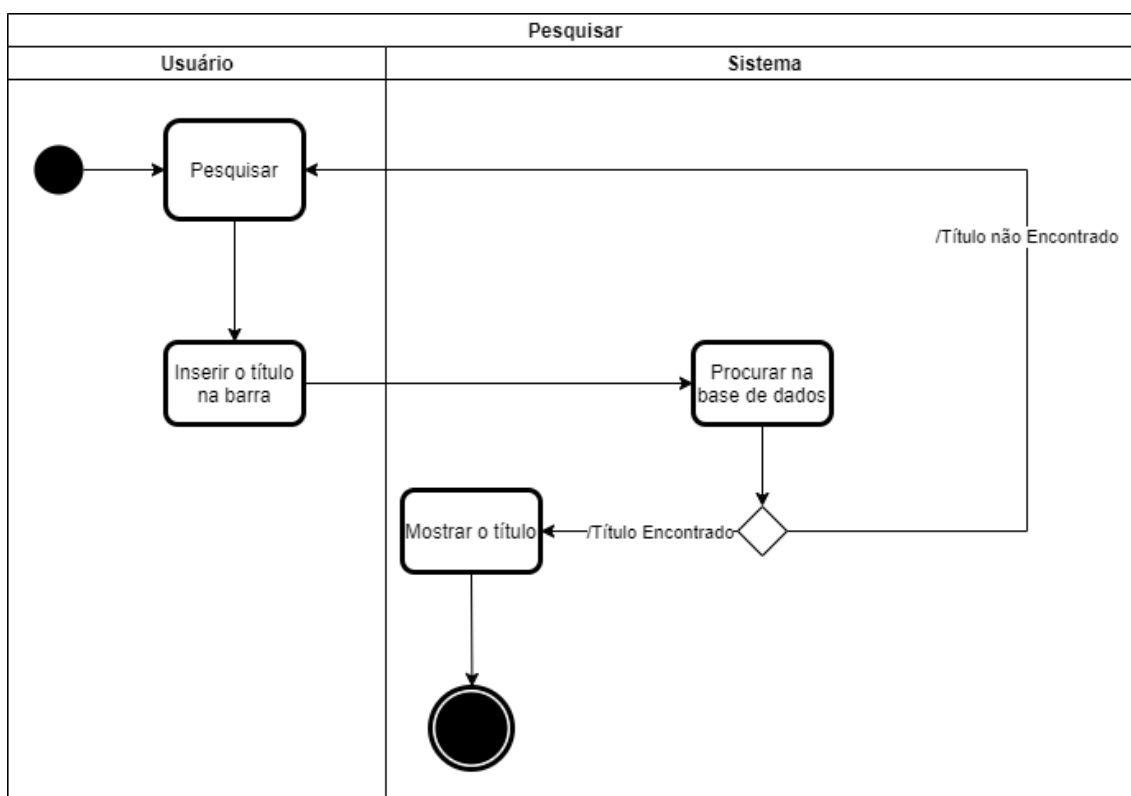 Pesquisar
Usuário
Sistema
Pesquisar
/Título não Encontrado
Inserir o título
na barra
Procurar na
base de dados
Mostrar o título
/Título Encontrado